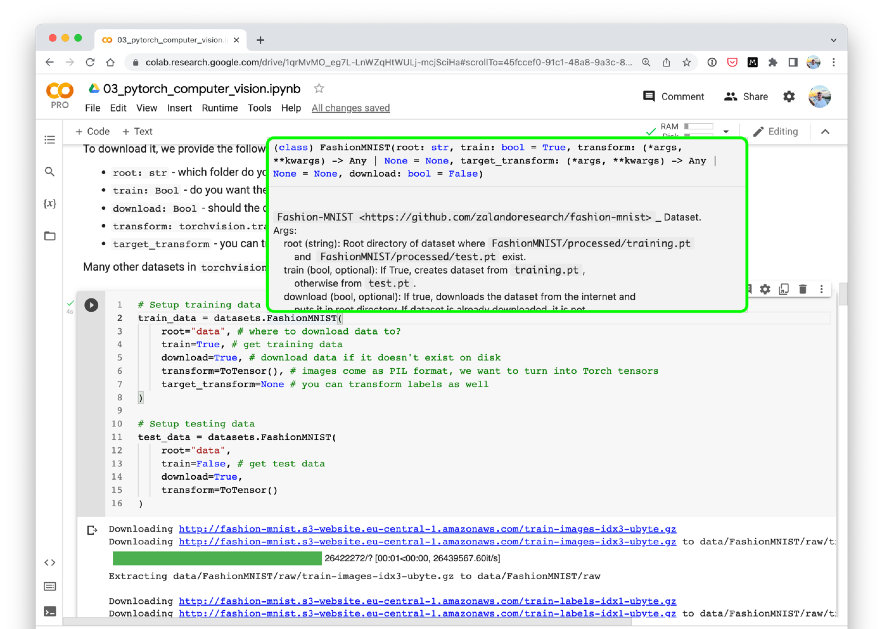 03_pytorch_computer_vision.
colab.research.google.com/drive/1qrMvMO_eg7L-LnWZqHtWULj-mcjSciHa#scrollTo=45fccef0-91c1-48a8-9a3c-8...
03_pytorch_computer_vision.ipynb
PRO
File Edit View Insert Runtime Tools Help All changes saved
Comment Share
+ Code + Text
RAM
Disk
Editing
To download it, we provide the follow
root: str - which folder do yo
train: Bool - do you want the
download: Bool - should the d
transform: torchvision.tra
target_transform - you can t
Many other datasets in torchvision
(class) FashionMNIST(root: str, train: bool = True, transform: (*args,
**kwargs) -> Any | None = None, target_transform: (*args, **kwargs) -> Any |
None = None, download: bool = False)
Fashion-MNIST <https://github.com/zalandoresearch/fashion-mnist>_ Dataset.
Args:
root (string): Root directory of dataset where FashionMNIST/processed/training.pt
and FashionMNIST/processed/test.pt exist.
train (bool, optional): If True, creates dataset from training.pt,
otherwise from test.pt.
download (bool, optional): If true, downloads the dataset from the internet and
puts it in root directory. If dataset is already downloaded, it is not
4s
1 # Setup training data
2 train_data = datasets.FashionMNIST(
3 root="data", # where to download data to?
4 train=True, # get training data
5 download=True, # download data if it doesn't exist on disk
6 transform=ToTensor(), # images come as PIL format, we want to turn into Torch tensors
7 target_transform=None # you can transform labels as well
8 )
9
10 # Setup testing data
11 test_data = datasets.FashionMNIST(
12 root="data",
13 train=False, # get test data
14 download=True,
15 transform=ToTensor()
16 )
Downloading http://fashion-mnist.s3-website.eu-central-1.amazonaws.com/train-images-idx3-ubyte.gz
Downloading http://fashion-mnist.s3-website.eu-central-1.amazonaws.com/train-images-idx3-ubyte.gz to data/FashionMNIST/raw/t
26422272/? [00:01<00:00, 26439567.60it/s]
Extracting data/FashionMNIST/raw/train-images-idx3-ubyte.gz to data/FashionMNIST/raw
Downloading http://fashion-mnist.s3-website.eu-central-1.amazonaws.com/train-labels-idx1-ubyte.gz
Downloading http://fashion-mnist.s3-website.eu-central-1.amazonaws.com/train-labels-idx1-ubyte.gz to data/FashionMNIST/raw/t